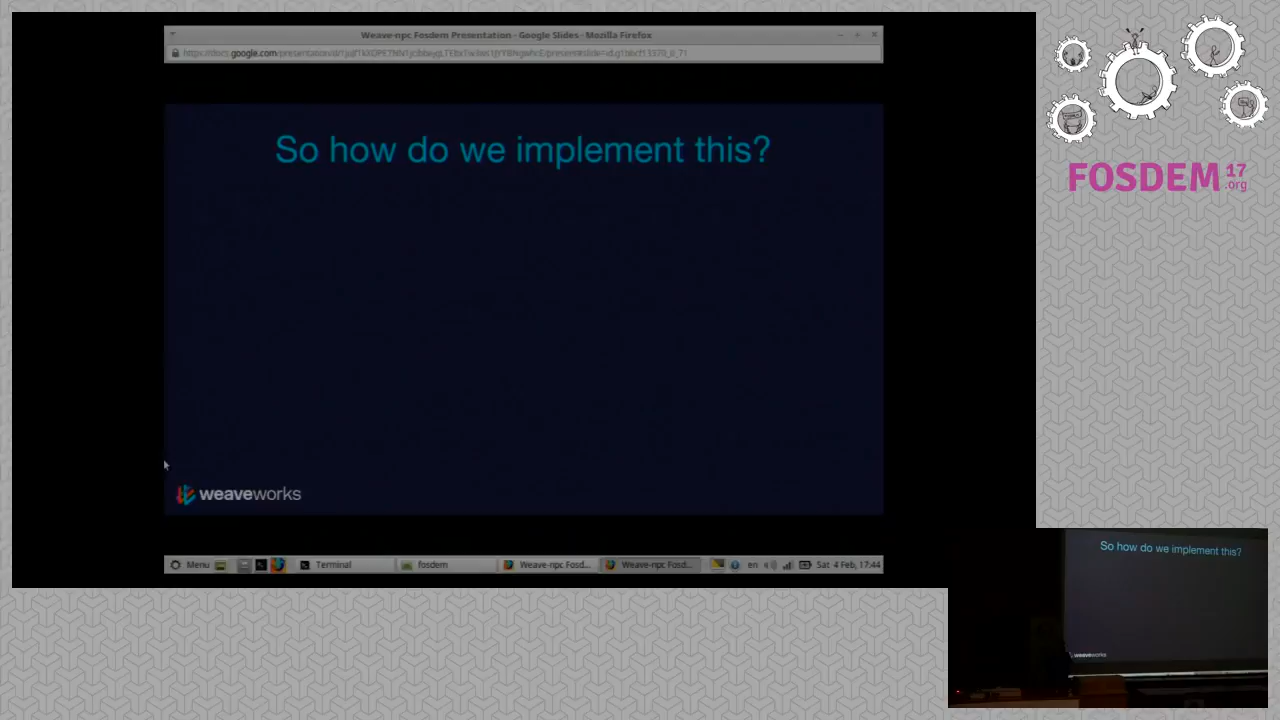 Weave-npc Fosdem Presentation - Google Slides - Mozilla Firefox
So how do we implement this?
weaveworks
Menu
Terminal
fosdem
Weave-npc Fosd...
Weave-npc Fosd...
en
Sat 4 Feb, 17:44
FOSDEM 17 .org
So how do we implement this?
weaveworks